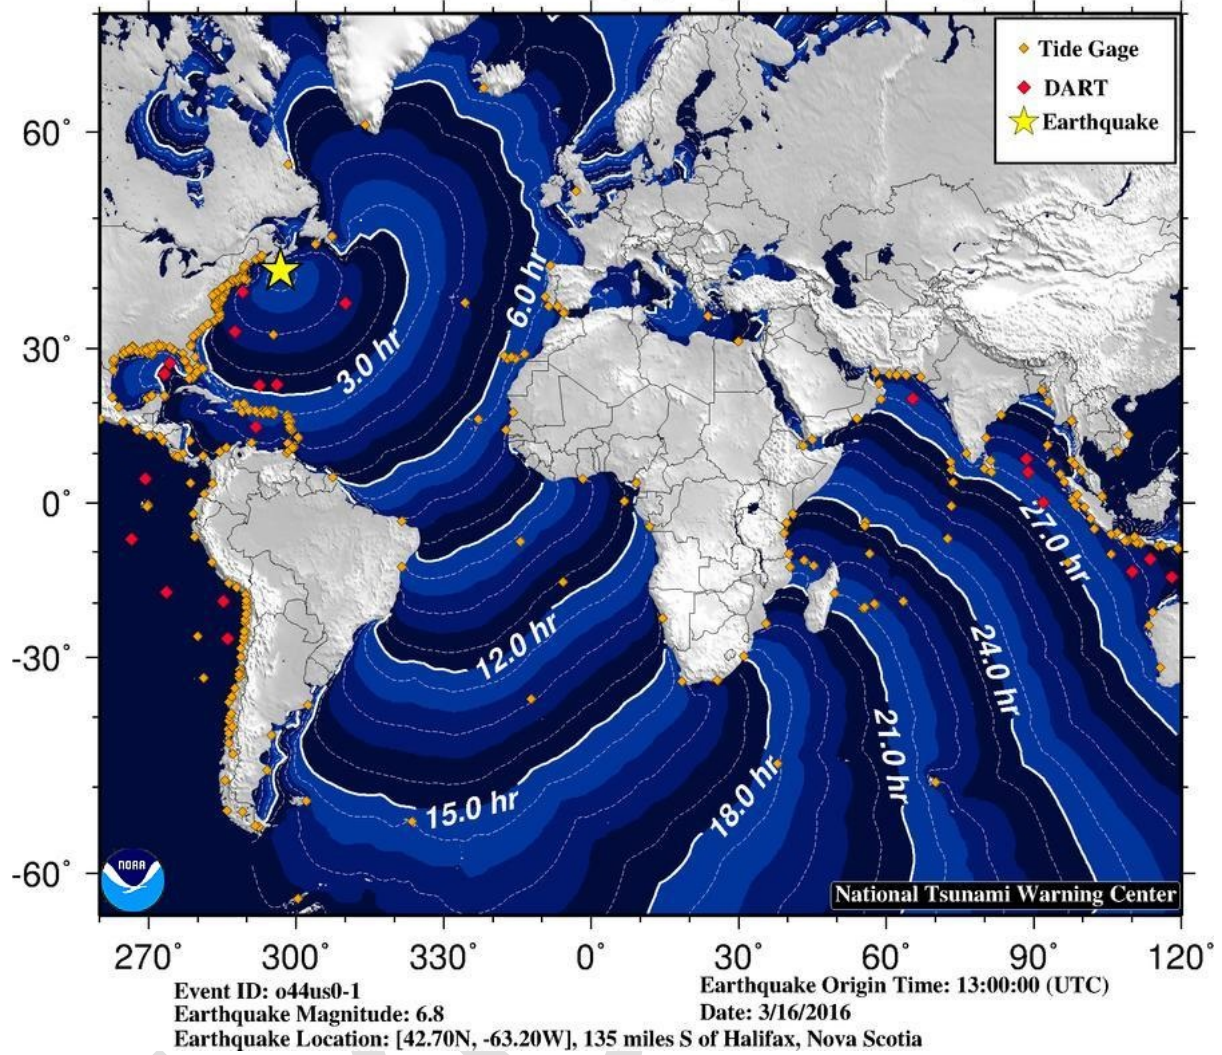 Tide Gage
DART
Earthquake
60°
30°
0°
-30°
-60°
3.0 hr
6.0 hr
12.0 hr
15.0 hr
18.0 hr
21.0 hr
24.0 hr
27.0 hr
NOAA
National Tsunami Warning Center
270° 300° 330° 0° 30° 60° 90° 120°
Event ID: o44us0-1
Earthquake Magnitude: 6.8
Earthquake Origin Time: 13:00:00 (UTC)
Date: 3/16/2016
Earthquake Location: [42.70N, -63.20W], 135 miles S of Halifax, Nova Scotia